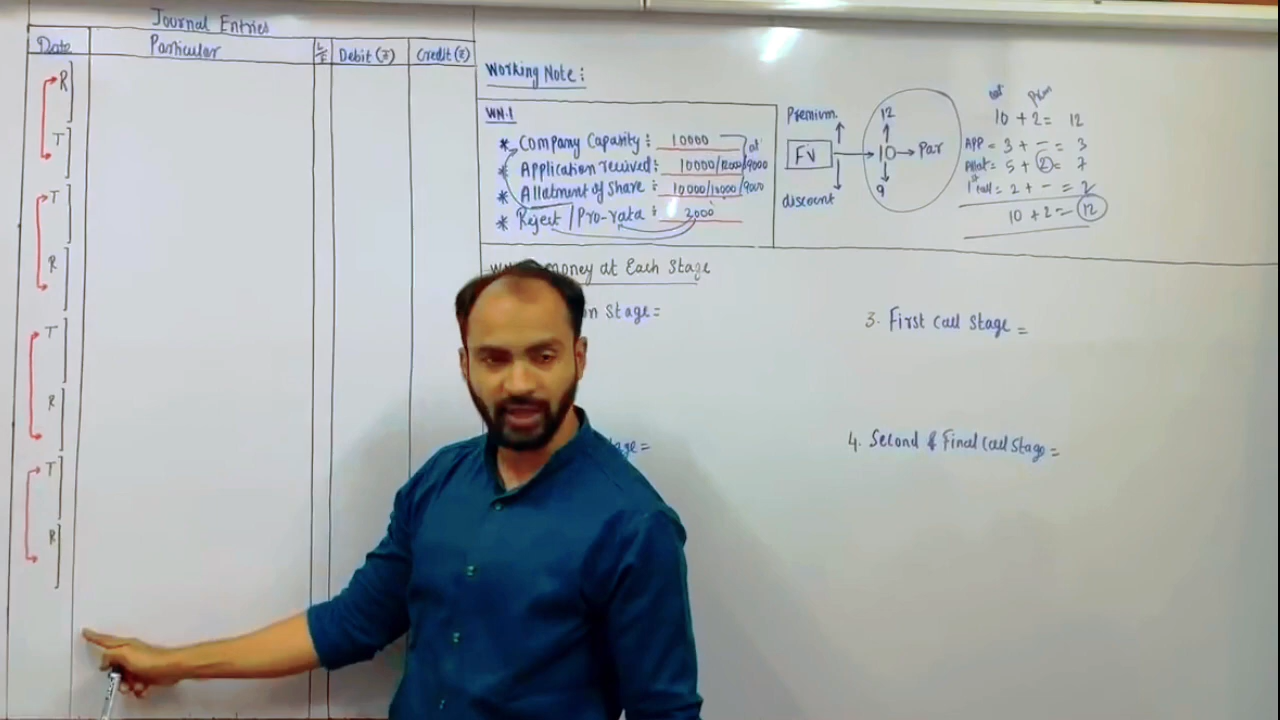 Journal Entries
Date Particular L/F Debit (₹) Credit (₹)
R
T
T
R
T
R
T
R
Working Note:
WN.1
* Company Capacity: 10000
* Application recived: 10000/12000/9000
* Allatment of Share: 10000/10000/9000
* Reject/Pro-rata: 2000
Premium.
FV
discount
12
10 → Par
9
10 + 2 = 12
APP = 3 + - = 3
Allot = 5 + 2 = 7
1st call = 2 + - = 2
10 + 2 = 12
money at Each Stage
Stage =
3. First Call Stage =
4. Second & Final Call Stage =